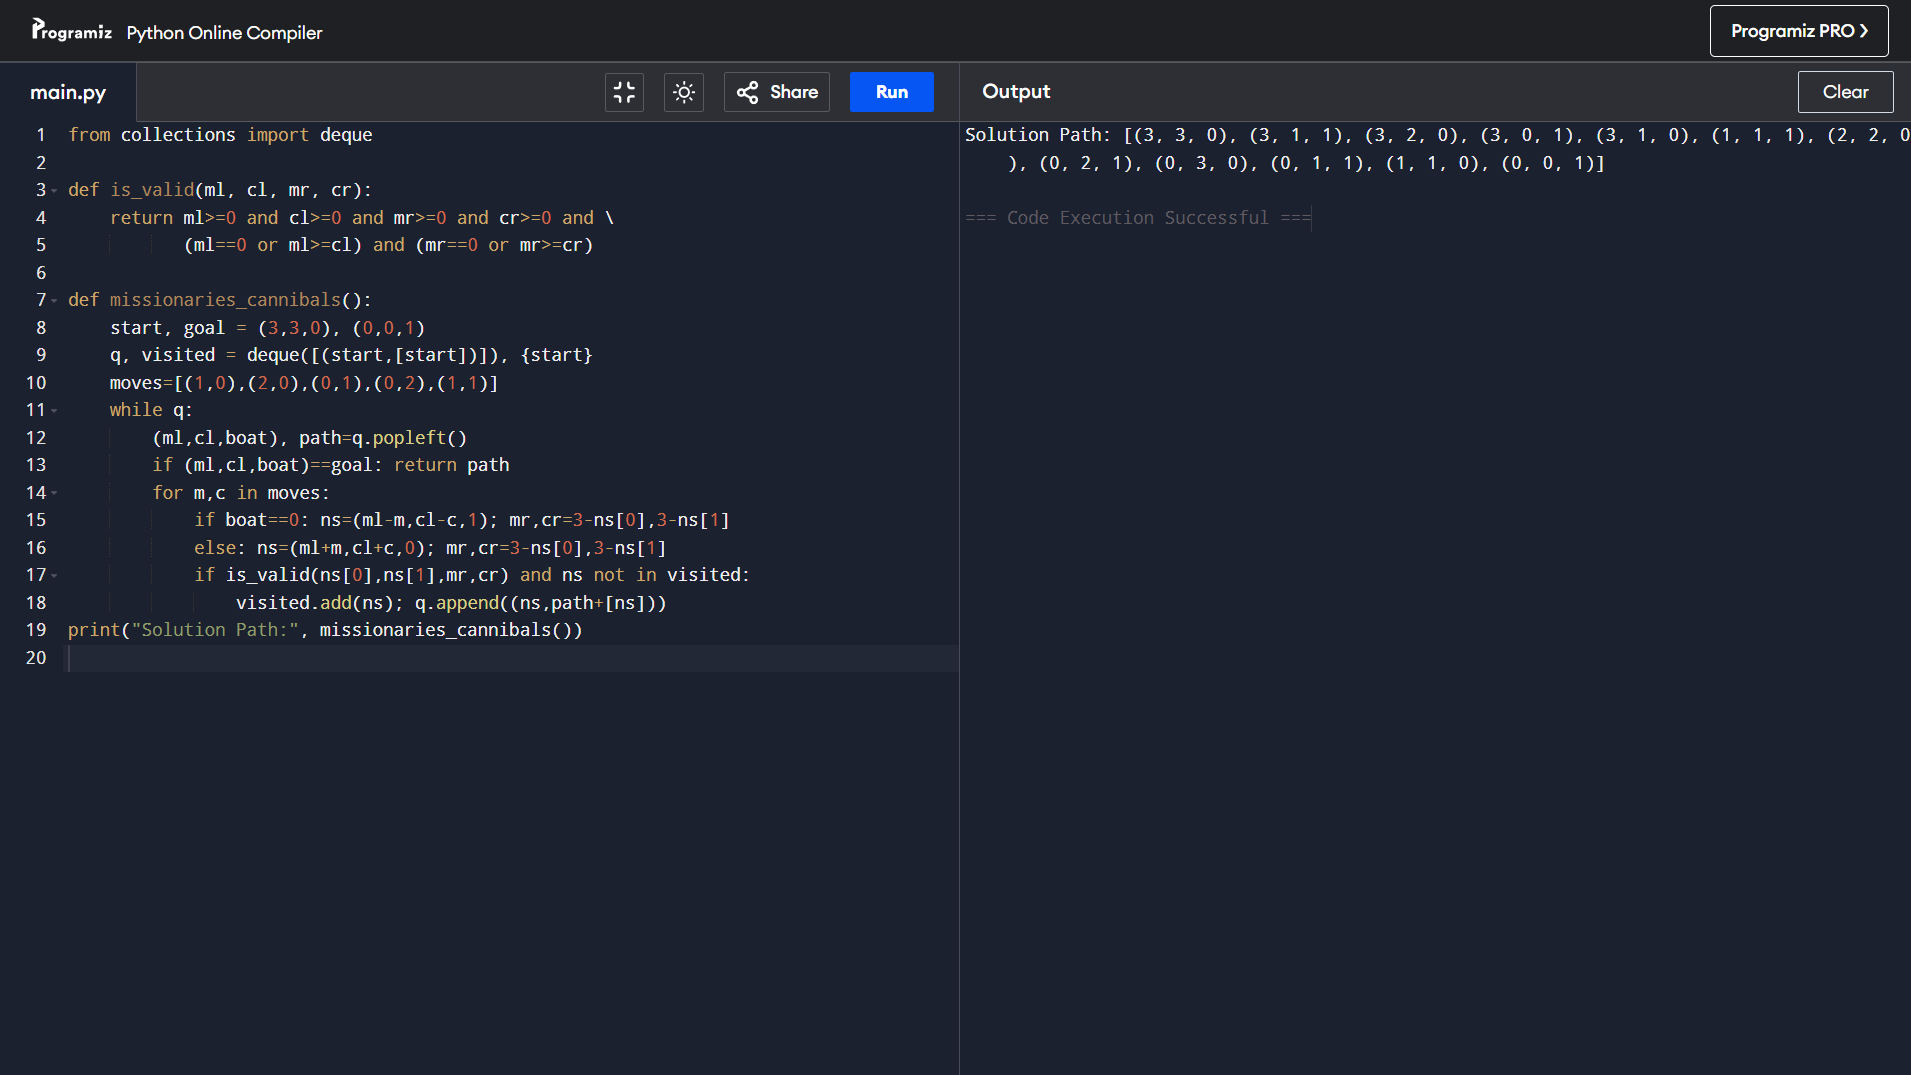 Programiz Python Online Compiler
Programiz PRO ❯
main.py
Share
Run
Output
Clear
1 from collections import deque
2
3 def is_valid(ml, cl, mr, cr):
4     return ml>=0 and cl>=0 and mr>=0 and cr>=0 and \
5            (ml==0 or ml>=cl) and (mr==0 or mr>=cr)
6
7 def missionaries_cannibals():
8     start, goal = (3,3,0), (0,0,1)
9     q, visited = deque([(start,[start])]), {start}
10     moves=[(1,0),(2,0),(0,1),(0,2),(1,1)]
11     while q:
12         (ml,cl,boat), path=q.popleft()
13         if (ml,cl,boat)==goal: return path
14         for m,c in moves:
15             if boat==0: ns=(ml-m,cl-c,1); mr,cr=3-ns[0],3-ns[1]
16             else: ns=(ml+m,cl+c,0); mr,cr=3-ns[0],3-ns[1]
17             if is_valid(ns[0],ns[1],mr,cr) and ns not in visited:
18                 visited.add(ns); q.append((ns,path+[ns]))
19 print("Solution Path:", missionaries_cannibals())
20
Solution Path: [(3, 3, 0), (3, 1, 1), (3, 2, 0), (3, 0, 1), (3, 1, 0), (1, 1, 1), (2, 2, 0
), (0, 2, 1), (0, 3, 0), (0, 1, 1), (1, 1, 0), (0, 0, 1)]
=== Code Execution Successful ===